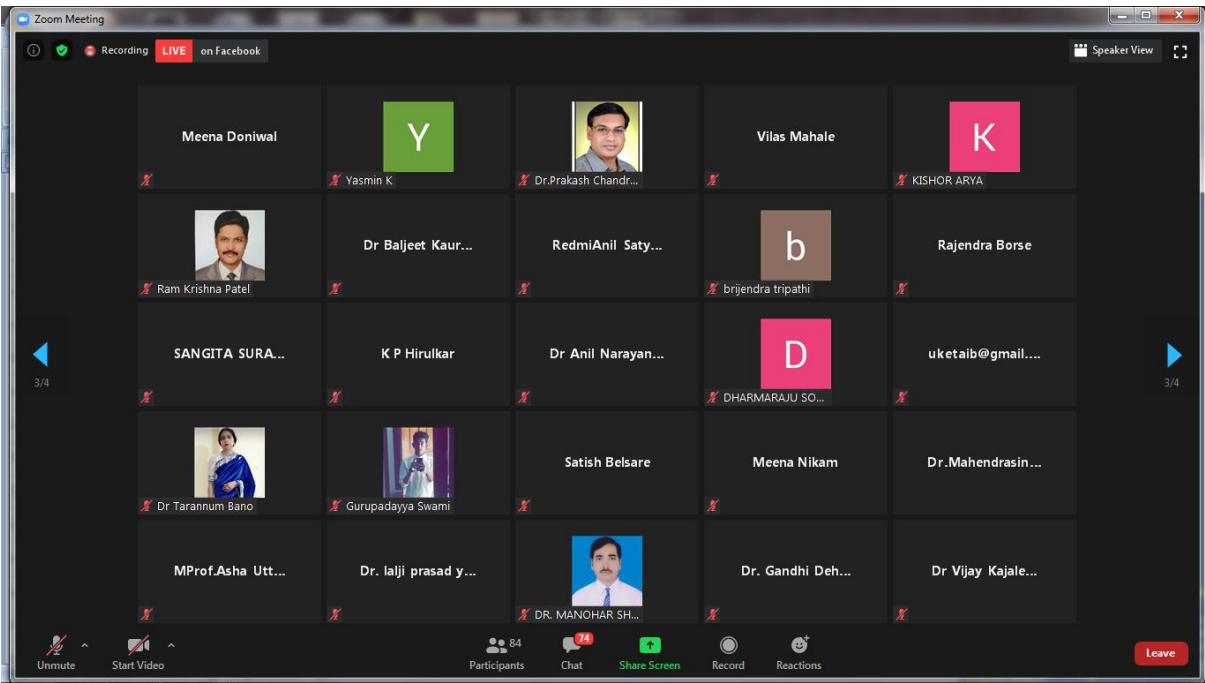 Zoom Meeting
Recording LIVE on Facebook Speaker View
Meena Doniwal
Y
Yasmin K
Dr.Prakash Chandr...
Vilas Mahale
K
KISHOR ARYA
Ram Krishna Patel
Dr Baljeet Kaur...
RedmiAnil Saty...
b
brijendra tripathi
Rajendra Borse
SANGITA SURA...
K P Hirulkar
Dr Anil Narayan...
D
DHARMARAJU SO...
uketaib@gmail....
3/4
3/4
Dr Tarannum Bano
Gurupadayya Swami
Satish Belsare
Meena Nikam
Dr.Mahendrasin...
MProf.Asha Utt...
Dr. lalji prasad y...
DR. MANOHAR SH...
Dr. Gandhi Deh...
Dr Vijay Kajale...
84
74
Unmute Start Video Participants Chat Share Screen Record Reactions Leave